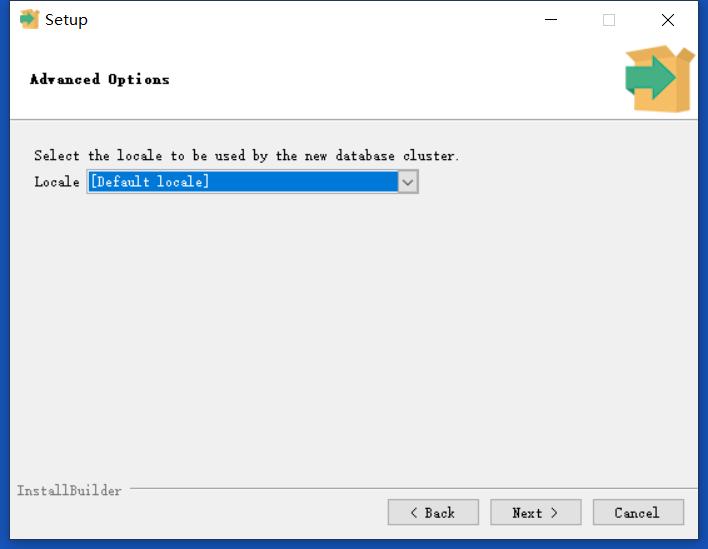 Setup
Advanced Options
Select the locale to be used by the new database cluster.
Locale [Default locale]
InstallBuilder
< Back Next > Cancel